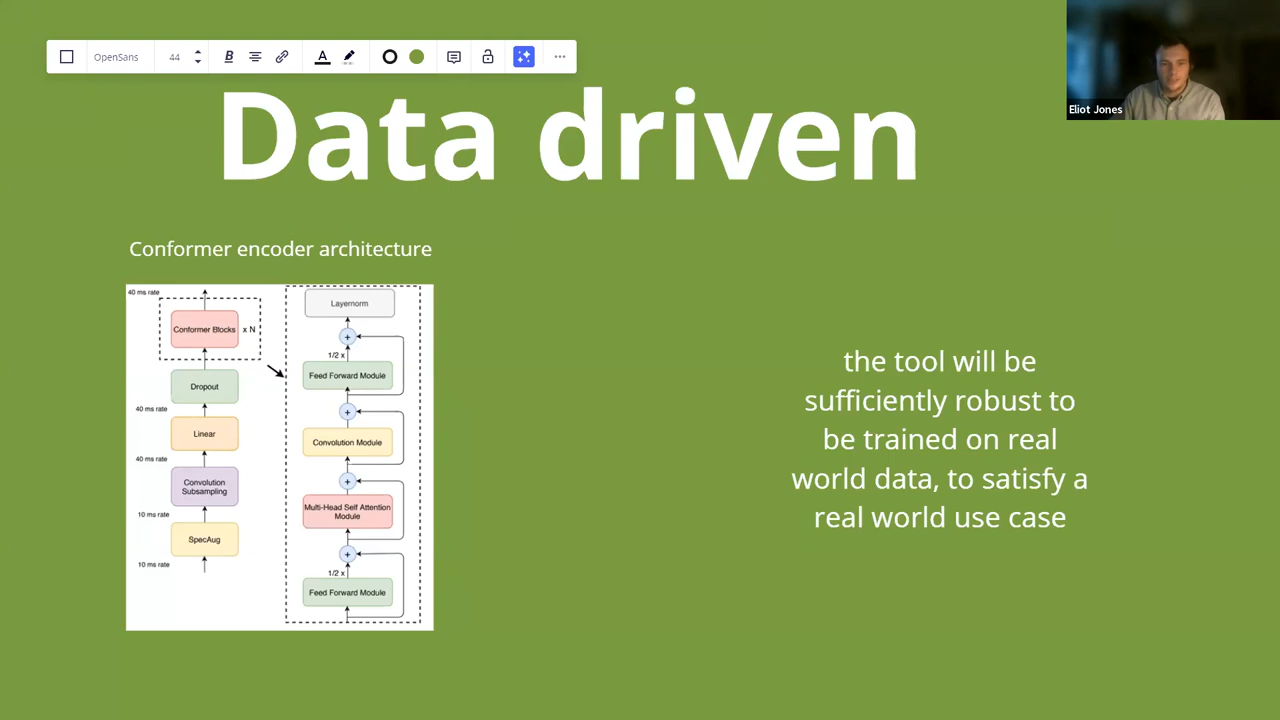 OpenSans
44
B
A
Eliot Jones
Data driven
Conformer encoder architecture
40 ms rate
Conformer Blocks
x N
Dropout
40 ms rate
Linear
40 ms rate
Convolution
Subsampling
10 ms rate
SpecAug
10 ms rate
Layernorm
+
1/2 x
Feed Forward Module
+
Convolution Module
+
Multi-Head Self Attention
Module
+
1/2 x
Feed Forward Module
the tool will be
sufficiently robust to
be trained on real
world data, to satisfy a
real world use case